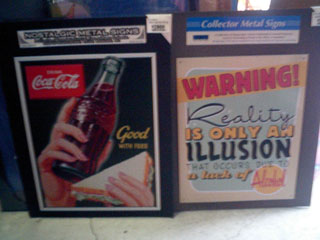 NOSTALGIC METAL SIGNS
DRINK
Coca-Cola
Good
WITH FOOD
Collector Metal Signs
WARNING!
Reality
IS ONLY AN
ILLUSION
THAT OCCURS DUE TO
a lack of Alcohol